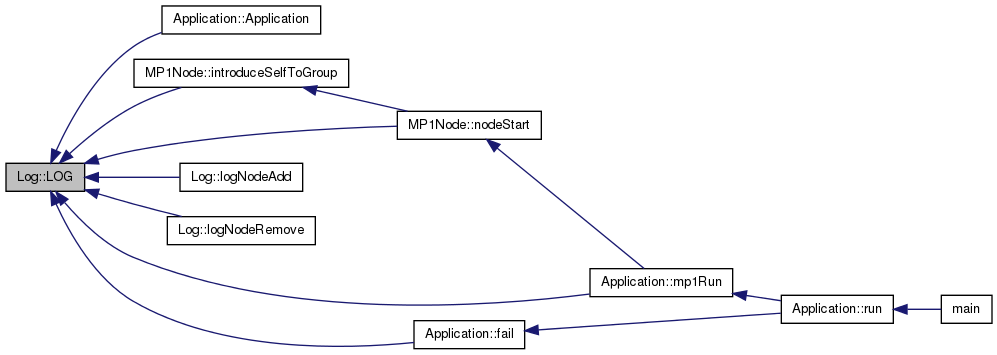 Application::Application
MP1Node::introduceSelfToGroup
MP1Node::nodeStart
Log::LOG
Log::logNodeAdd
Log::logNodeRemove
Application::mp1Run
Application::run
main
Application::fail